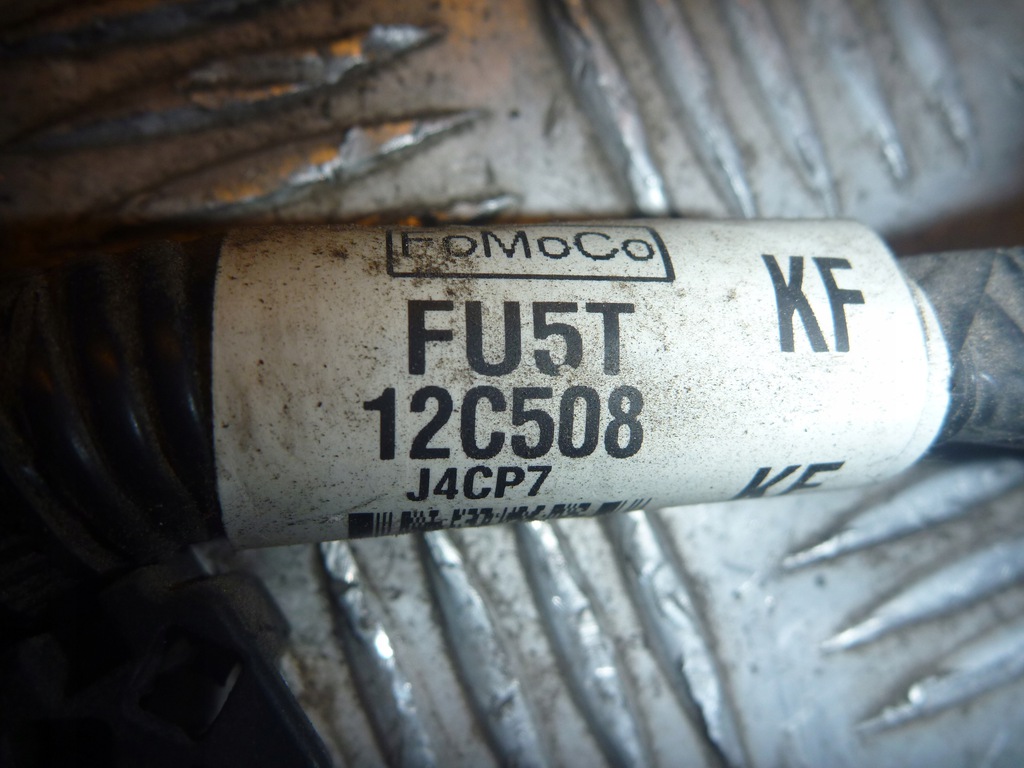 FoMoCo
FU5T
KF
12C508
J4CP7
KF